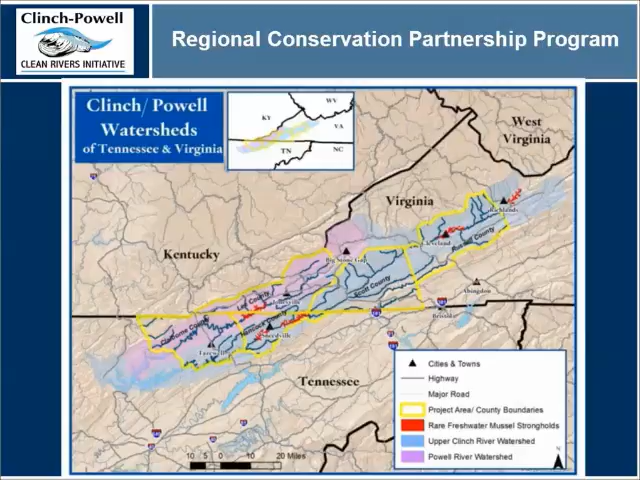 Clinch-Powell
CLEAN RIVERS INITIATIVE
Regional Conservation Partnership Program
Clinch/ Powell
Watersheds
of Tennessee & Virginia
KY
WV
VA
TN
NC
West
Virginia
Virginia
Richlands
Cleveland
Russell County
Kentucky
Big Stone Gap
Scott County
Abingdon
Lee County
Jonesville
Bristol
Claiborne County
Hancock County
Sneedville
Tazewell
Tennessee
Cities & Towns
Highway
Major Road
Project Area/ County Boundaries
Rare Freshwater Mussel Strongholds
Upper Clinch River Watershed
Powell River Watershed
N
10 5 0 10 20 Miles